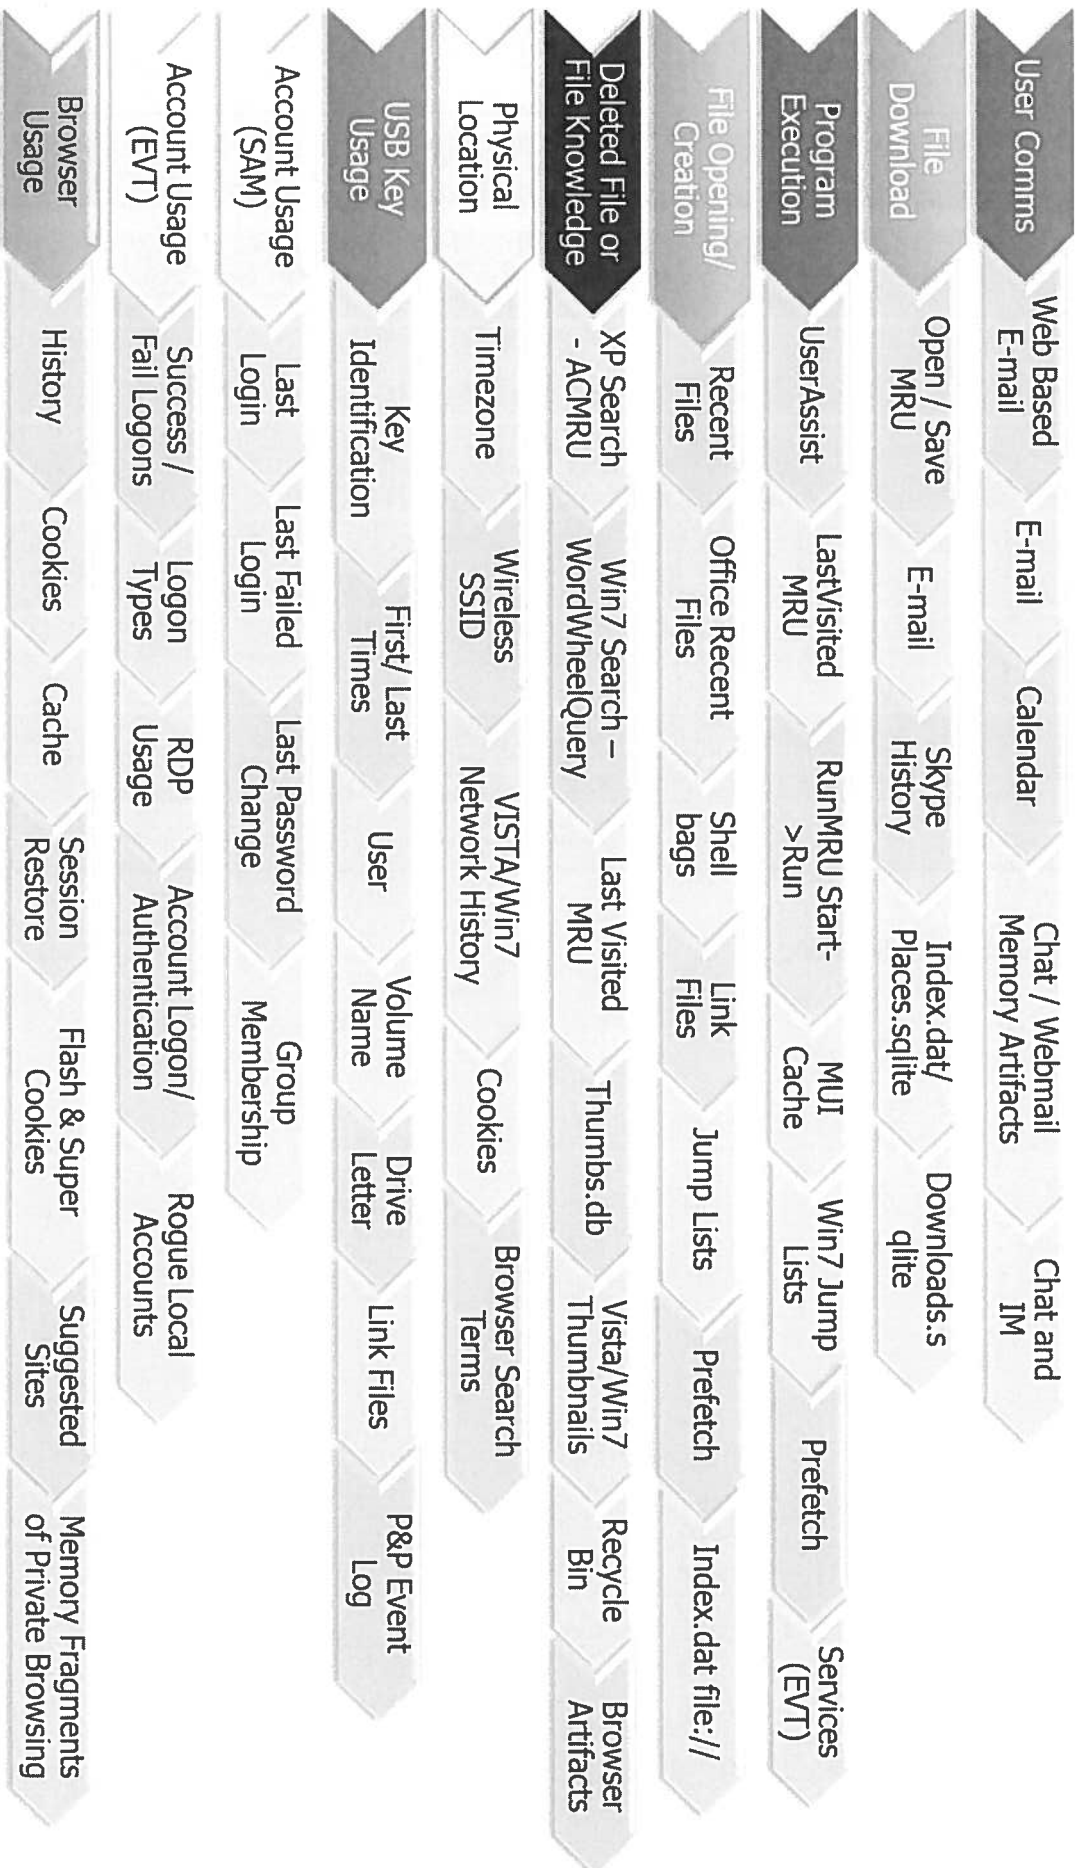 User Comms
Web Based
E-mail
E-mail
Calendar
Chat / Webmail
Memory Artifacts
Chat and
IM
File
Download
Open / Save
MRU
E-mail
Skype
History
Index.dat/
Places.sqlite
Downloads.s
qlite
Program
Execution
UserAssist
LastVisited
MRU
RunMRU Start-
>Run
MUI
Cache
Win7 Jump
Lists
Prefetch
Services
(EVT)
File Opening/
Creation
Recent
Files
Office Recent
Files
Shell
bags
Link
Files
Jump Lists
Prefetch
Index.dat file://
Deleted File or
File Knowledge
XP Search
- ACMRU
Win7 Search –
WordWheelQuery
Last Visited
MRU
Thumbs.db
Vista/Win7
Thumbnails
Recycle
Bin
Browser
Artifacts
Physical
Location
Timezone
Wireless
SSID
VISTA/Win7
Network History
Cookies
Browser Search
Terms
USB Key
Usage
Key
Identification
First/ Last
Times
User
Volume
Name
Drive
Letter
Link Files
P&P Event
Log
Account Usage
(SAM)
Last
Login
Last Failed
Login
Last Password
Change
Group
Membership
Account Usage
(EVT)
Success /
Fail Logons
Logon
Types
RDP
Usage
Account Logon/
Authentication
Rogue Local
Accounts
Browser
Usage
History
Cookies
Cache
Session
Restore
Flash & Super
Cookies
Suggested
Sites
Memory Fragments
of Private Browsing